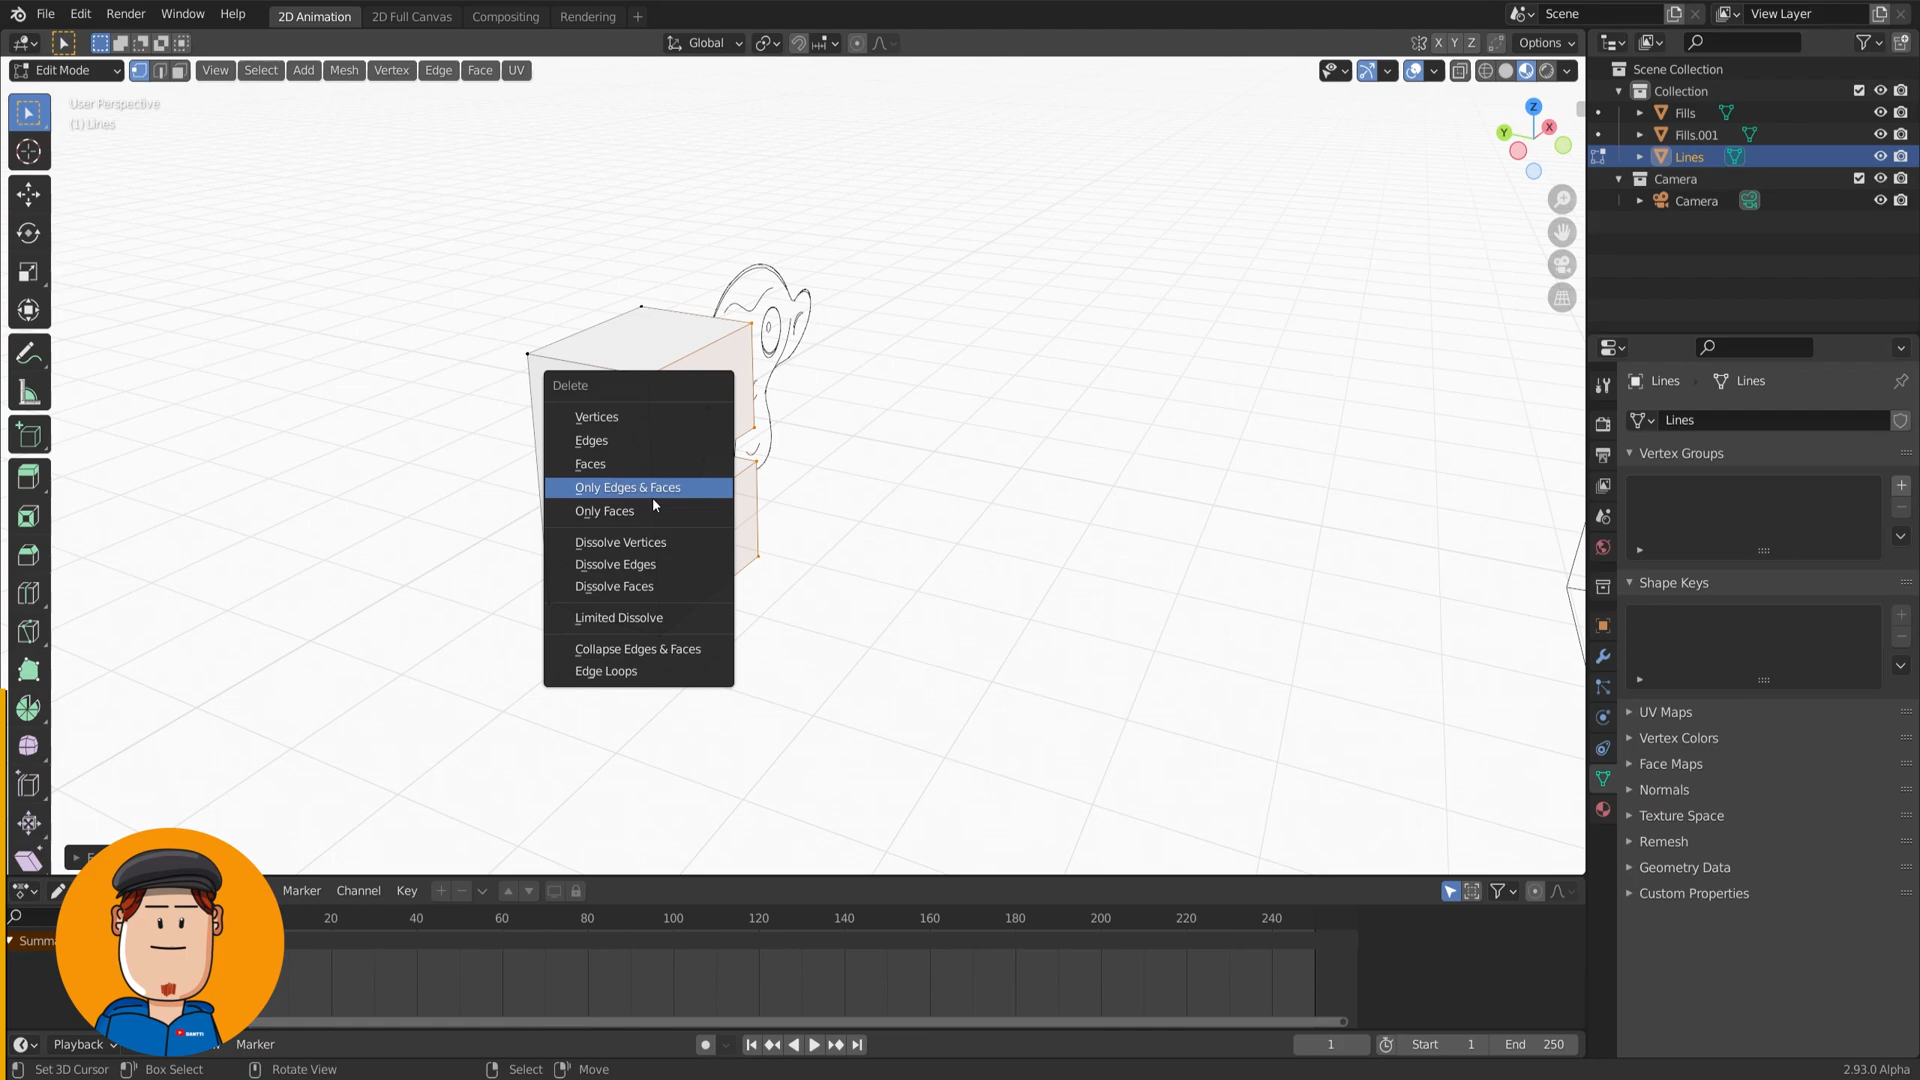 File Edit Render Window Help 2D Animation 2D Full Canvas Compositing Rendering + Scene View Layer
Global X Y Z Options
Edit Mode View Select Add Mesh Vertex Edge Face UV
User Perspective
(1) Lines
Z
Y X
Scene Collection
Collection
Fills
Fills.001
Lines
Camera
Camera
Delete
Vertices
Edges
Faces
Only Edges & Faces
Only Faces
Dissolve Vertices
Dissolve Edges
Dissolve Faces
Limited Dissolve
Collapse Edges & Faces
Edge Loops
Lines Lines
Lines
Vertex Groups
Shape Keys
UV Maps
Vertex Colors
Face Maps
Normals
Texture Space
Remesh
Geometry Data
Custom Properties
Marker Channel Key
20 40 60 80 100 120 140 160 180 200 220 240
Summa
Playback Marker 1 Start 1 End 250
Set 3D Cursor Box Select Rotate View Select Move 2.93.0 Alpha